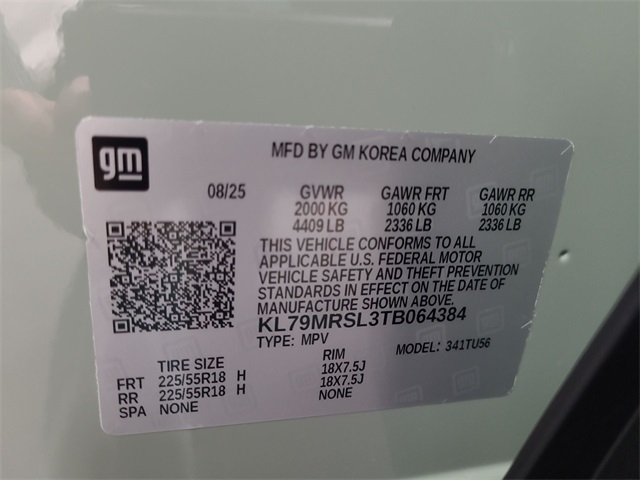 gm
MFD BY GM KOREA COMPANY
08/25 GVWR GAWR FRT GAWR RR
2000 KG 1060 KG 1060 KG
4409 LB 2336 LB 2336 LB
THIS VEHICLE CONFORMS TO ALL
APPLICABLE U.S. FEDERAL MOTOR
VEHICLE SAFETY AND THEFT PREVENTION
STANDARDS IN EFFECT ON THE DATE OF
MANUFACTURE SHOWN ABOVE.
KL79MRSL3TB064384
TYPE: MPV MODEL: 341TU56
TIRE SIZE RIM
FRT 225/55R18 H 18X7.5J
RR 225/55R18 H 18X7.5J
SPA NONE NONE